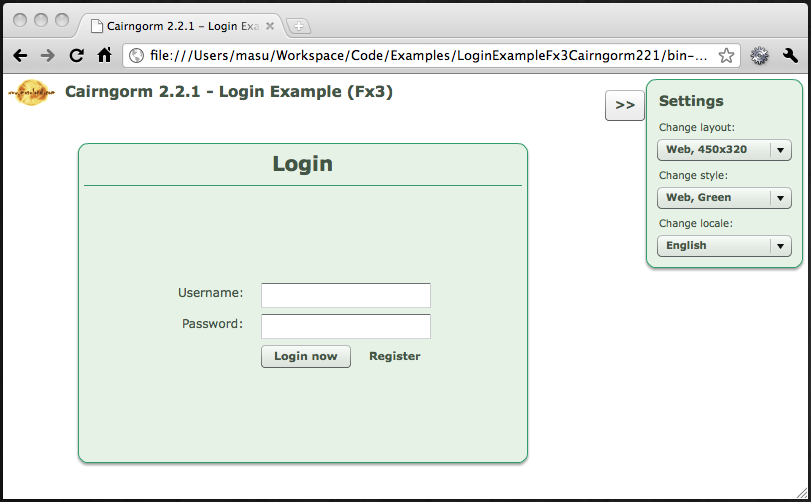 Cairngorm 2.2.1 - Login Exa
file:///Users/masu/Workspace/Code/Examples/LoginExampleFx3Cairngorm221/bin-...
Cairngorm 2.2.1 - Login Example (Fx3)
>>
Settings
Change layout:
Web, 450x320
Change style:
Web, Green
Change locale:
English
Login
Username:
Password:
Login now
Register